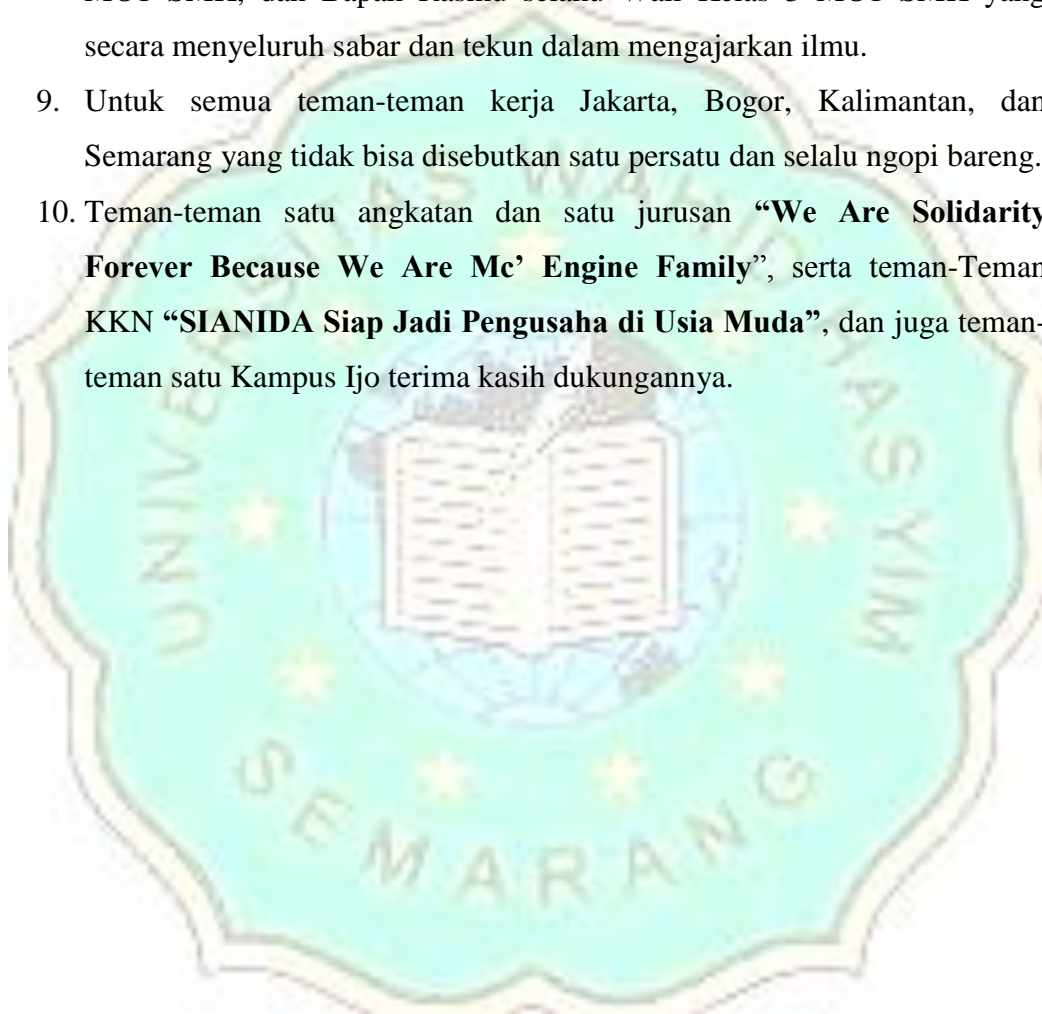 secara menyeluruh sabar dan tekun dalam mengajarkan ilmu.
9. Untuk semua teman-teman kerja Jakarta, Bogor, Kalimantan, dan
Semarang yang tidak bisa disebutkan satu persatu dan selalu ngopi bareng.
10. Teman-teman satu angkatan dan satu jurusan “We Are Solidarity
Forever Because We Are Mc’ Engine Family”, serta teman-Teman
KKN “SIANIDA Siap Jadi Pengusaha di Usia Muda”, dan juga teman-
teman satu Kampus Ijo terima kasih dukungannya.
UNIVERSITAS WAHID HASYIM
SEMARANG